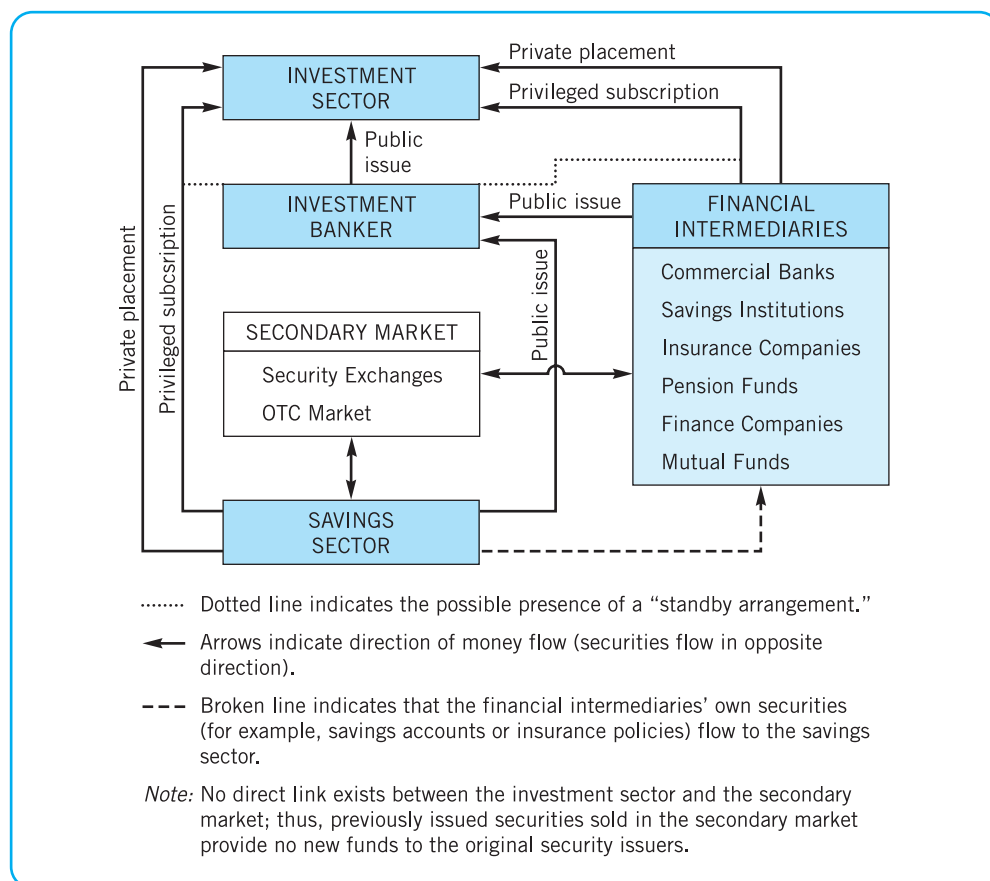 Private placement
INVESTMENT
SECTOR
Privileged subscription
Public
issue
INVESTMENT
BANKER
Public issue
FINANCIAL
INTERMEDIARIES
Commercial Banks
Savings Institutions
Insurance Companies
Pension Funds
Finance Companies
Mutual Funds
Private placement
Privileged subcsription
Public issue
SECONDARY MARKET
Security Exchanges
OTC Market
SAVINGS
SECTOR
Dotted line indicates the possible presence of a “standby arrangement.”
Arrows indicate direction of money flow (securities flow in opposite
direction).
Broken line indicates that the financial intermediaries’ own securities
(for example, savings accounts or insurance policies) flow to the savings
sector.
Note: No direct link exists between the investment sector and the secondary
market; thus, previously issued securities sold in the secondary market
provide no new funds to the original security issuers.